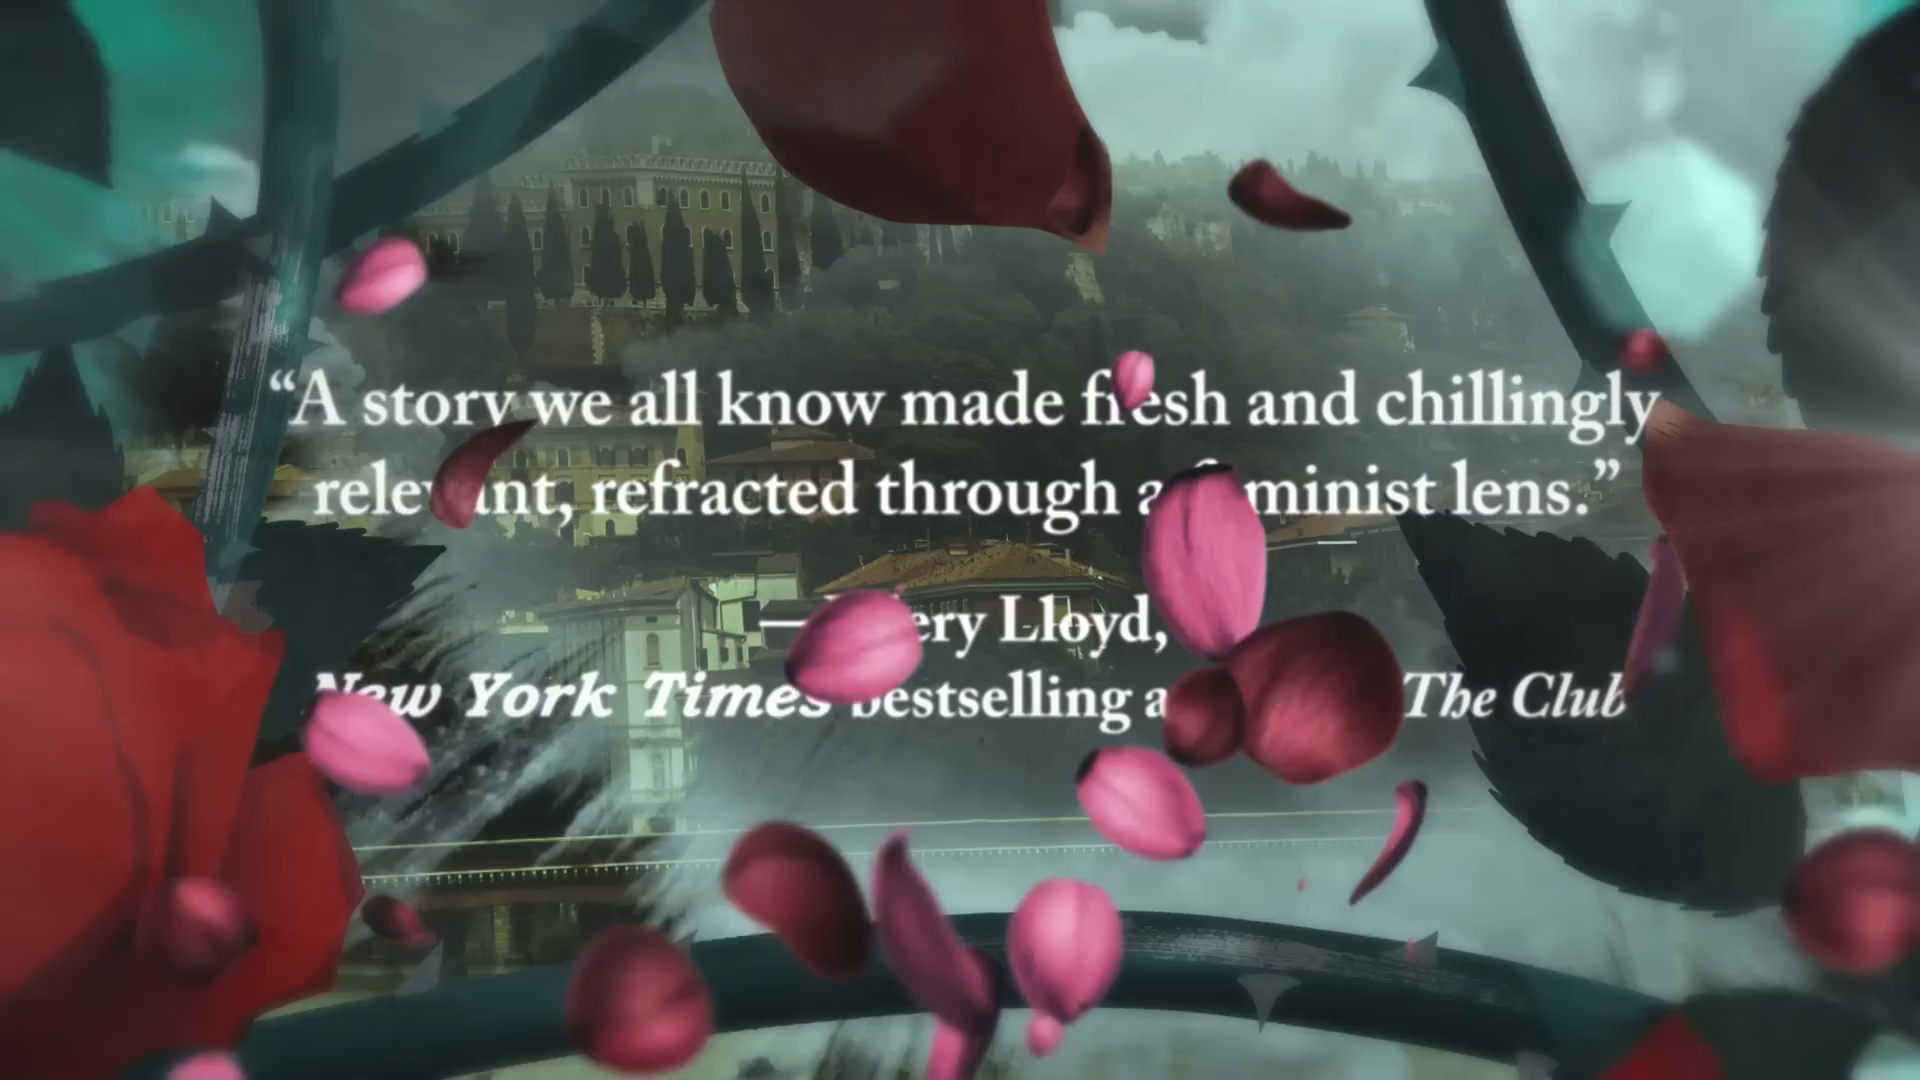 “A story we all know made fresh and chillingly
relevant, refracted through a feminist lens.”
Lloyd,
New York Times bestselling The Club